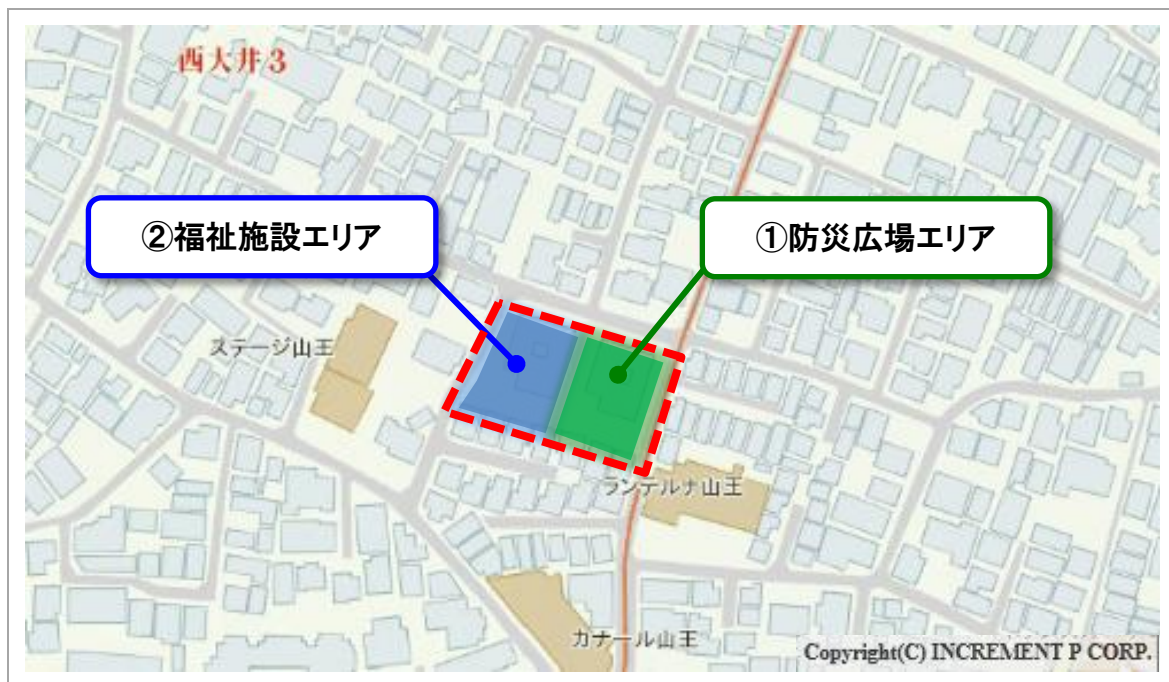 西大井3
②福祉施設エリア
①防災広場エリア
ステージ山王
ランテルナ山王
カナール山王
Copyright(C) INCREMENT P CORP.